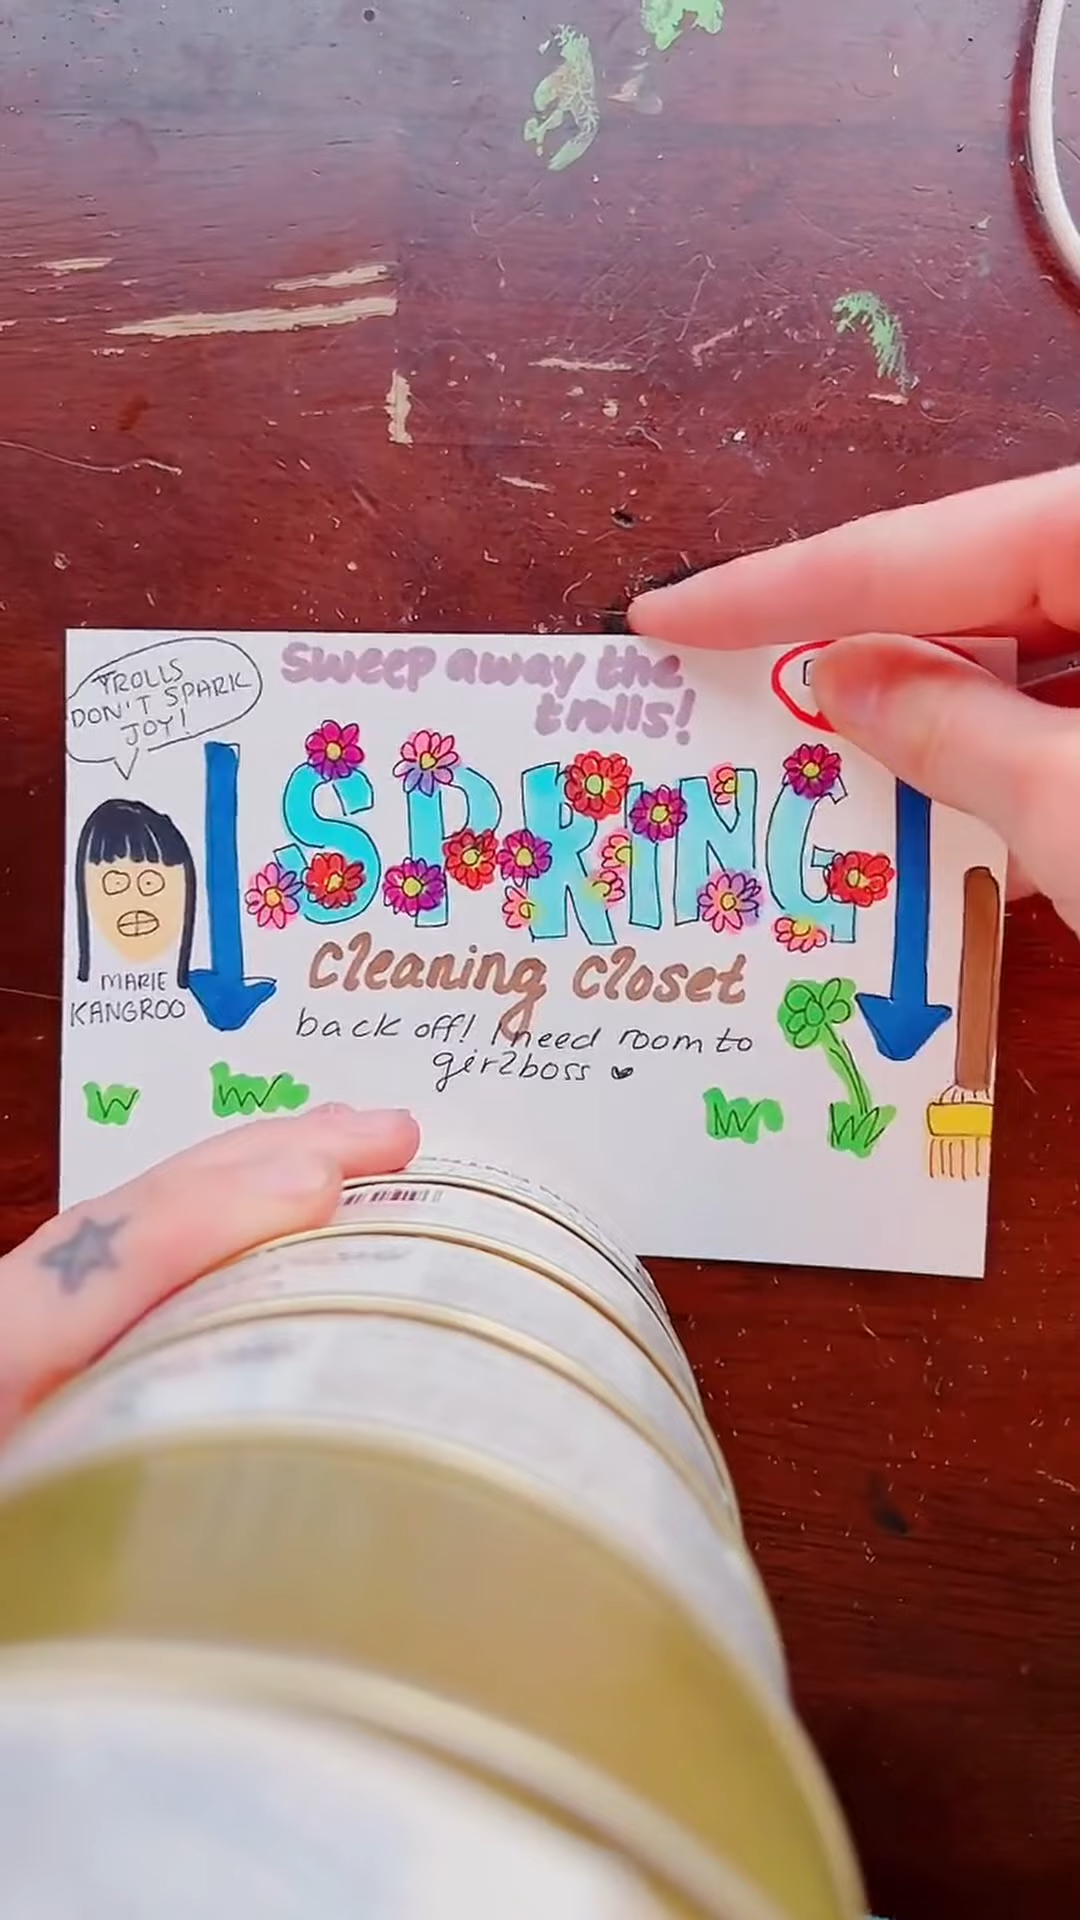 TROLLS
DON'T SPARK
JOY!
sweep away the
trolls!
SPRING
cleaning closet
MARIE
KANGROO
back off! I need room to
girlboss